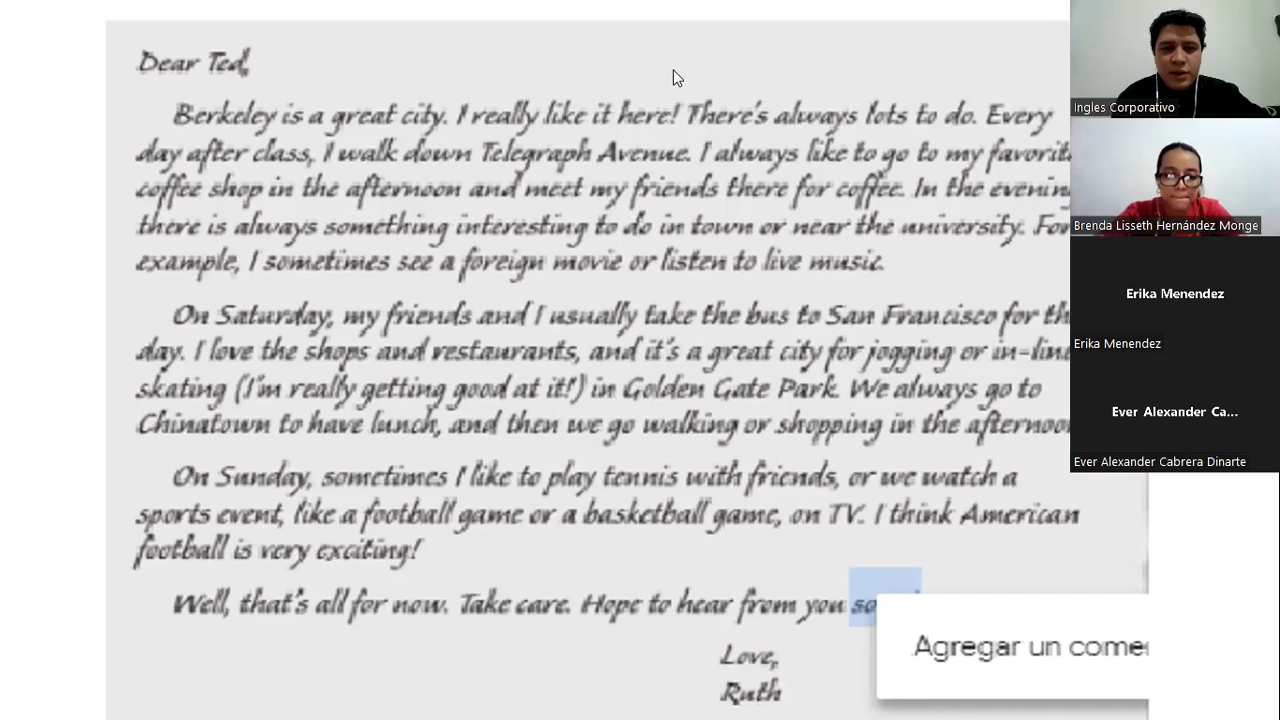 Dear Ted,
Berkeley is a great city. I really like it here! There's always lots to do. Every
day after class, I walk down Telegraph Avenue. I always like to go to my favorit
coffee shop in the afternoon and meet my friends there for coffee. In the evening
there is always something interesting to do in town or near the university. For
example, I sometimes see a foreign movie or listen to live music.
On Saturday, my friends and I usually take the bus to San Francisco for th
day. I love the shops and restaurants, and it's a great city for jogging or in-line
skating (I'm really getting good at it!) in Golden Gate Park. We always go to
Chinatown to have lunch, and then we go walking or shopping in the afternoon
On Sunday, sometimes I like to play tennis with friends, or we watch a
sports event, like a football game or a basketball game, on TV. I think American
football is very exciting!
Well, that's all for now. Take care. Hope to hear from you so
Love,
Ruth
Agregar un come
Ingles Corporativo
Brenda Lisseth Hernández Monge
Erika Menendez
Erika Menendez
Ever Alexander Ca...
Ever Alexander Cabrera Dinarte